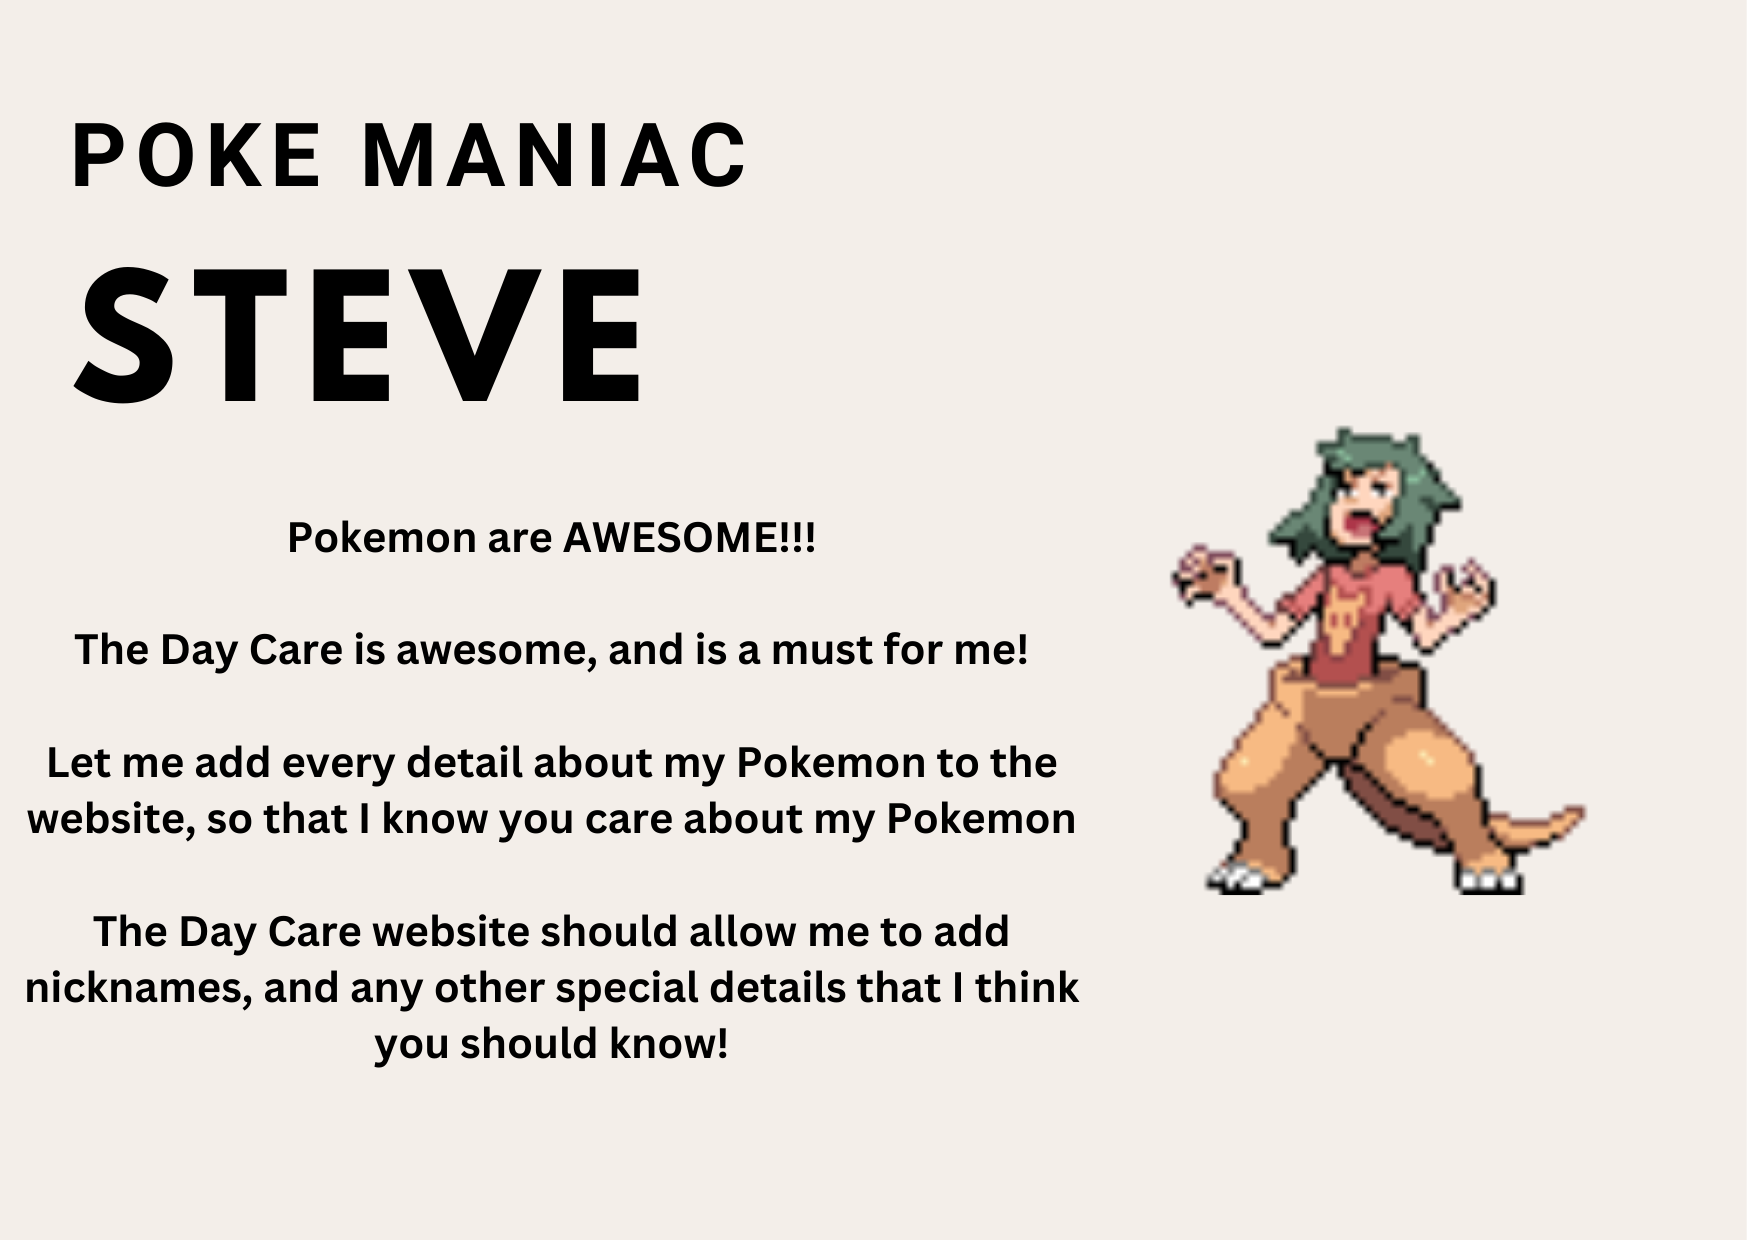 POKE MANIAC
STEVE
Pokemon are AWESOME!!!
The Day Care is awesome, and is a must for me!
Let me add every detail about my Pokemon to the
website, so that I know you care about my Pokemon
The Day Care website should allow me to add
nicknames, and any other special details that I think
you should know!